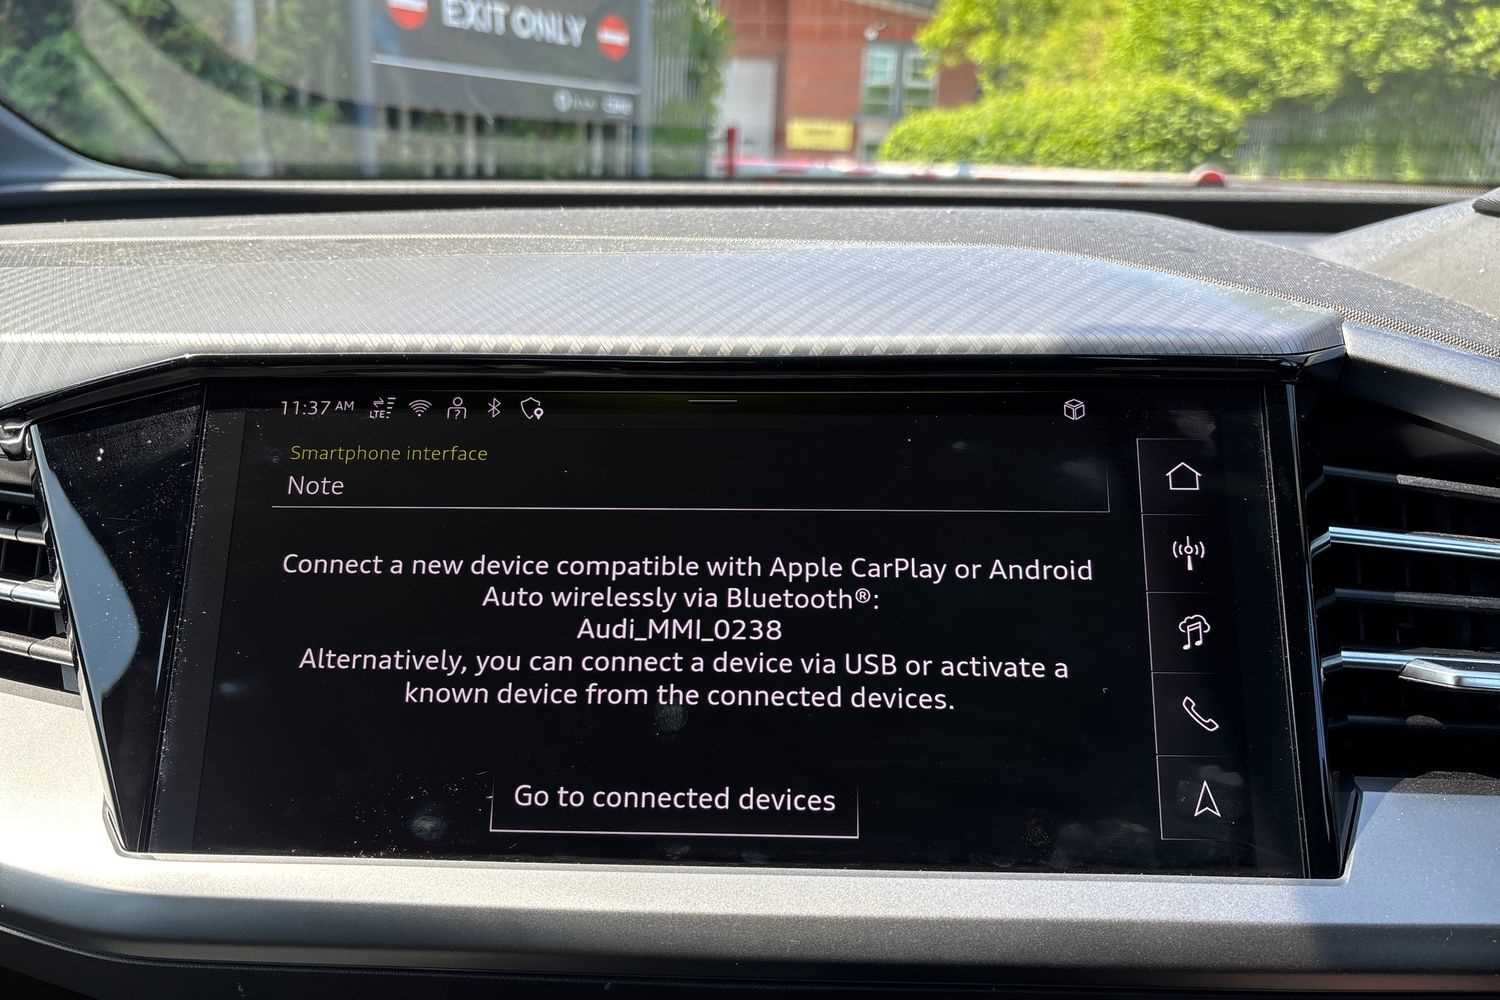 EXIT ONLY
11:37 AM
LTE
Smartphone interface
Note
Connect a new device compatible with Apple CarPlay or Android
Auto wirelessly via Bluetooth®:
Audi_MMI_0238
Alternatively, you can connect a device via USB or activate a
known device from the connected devices.
Go to connected devices